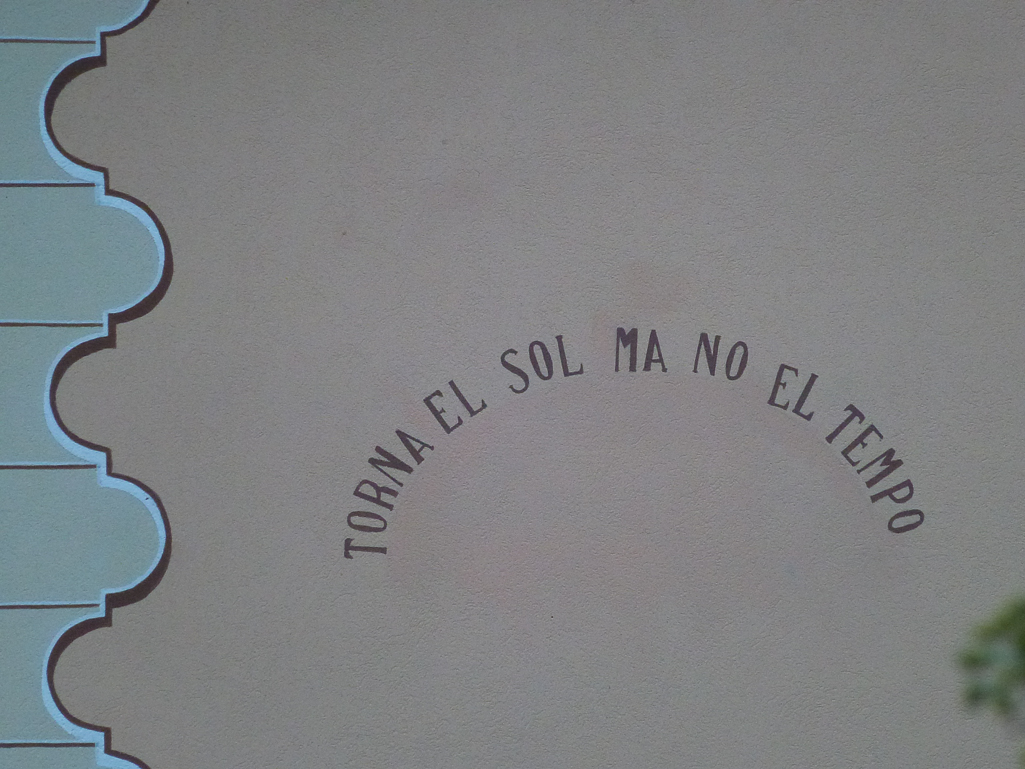 TORNA EL SOL MA NO EL TEMPO